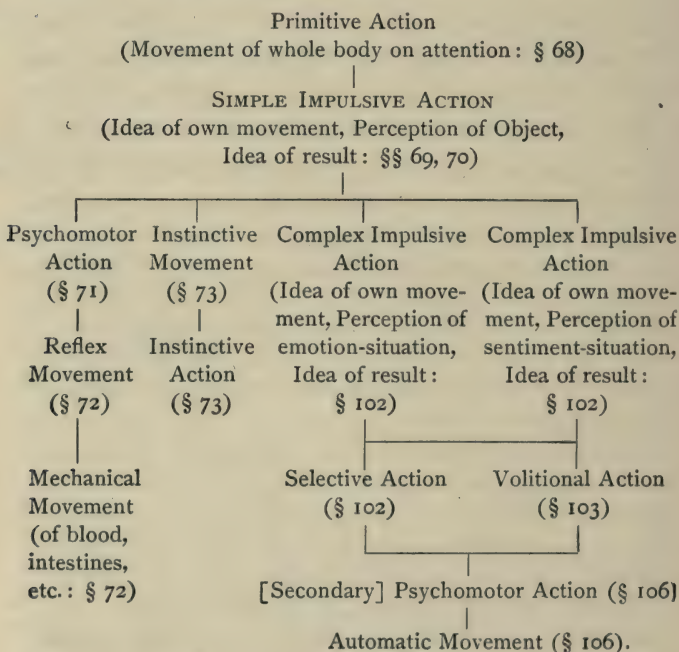 Primitive Action
(Movement of whole body on attention: § 68)
SIMPLE IMPULSIVE ACTION
(Idea of own movement, Perception of Object,
Idea of result: §§ 69, 70)
Psychomotor Instinctive Complex Impulsive Complex Impulsive
Action Movement Action Action
(§ 71) (§ 73) (Idea of own move- (Idea of own move-
ment, Perception of ment, Perception of
Reflex Instinctive emotion-situation, sentiment-situation,
Movement Action Idea of result: Idea of result:
(§ 72) (§ 73) § 102) § 102)
Mechanical Selective Action Volitional Action
Movement (§ 102) (§ 103)
(of blood,
intestines,
etc.: § 72) [Secondary] Psychomotor Action (§ 106)
Automatic Movement (§ 106).